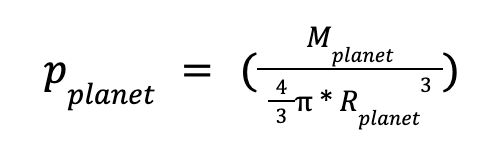 p_planet = (M_planet / 4/3 π * R_planet^3)